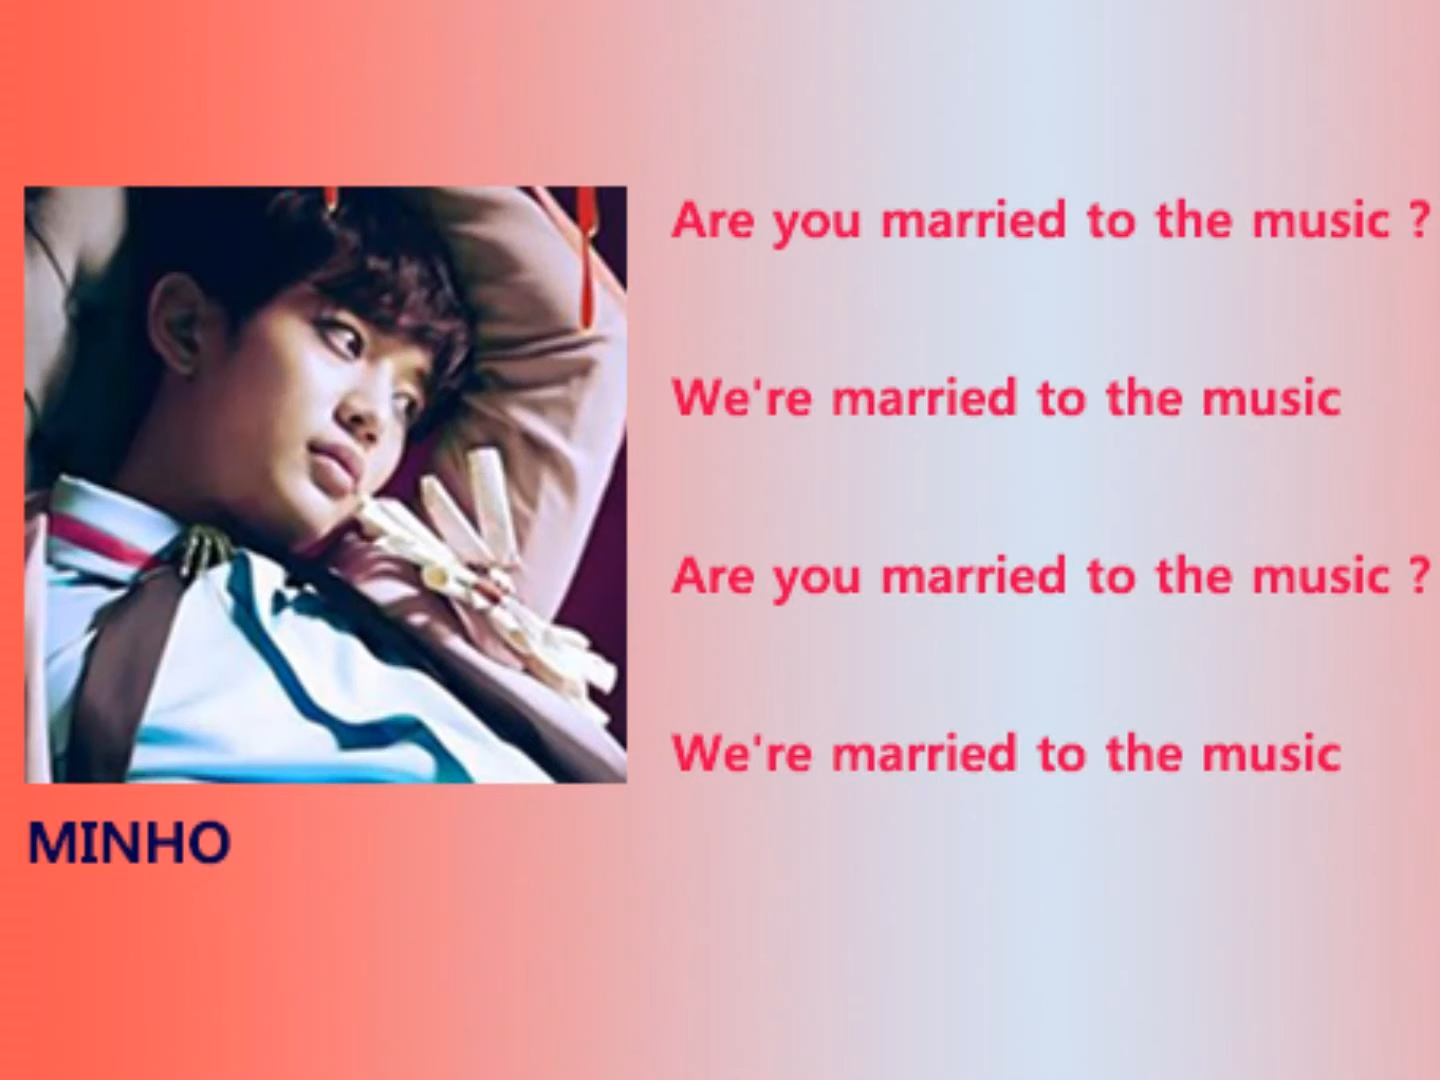 Are you married to the music ?
We're married to the music
Are you married to the music ?
We're married to the music
MINHO